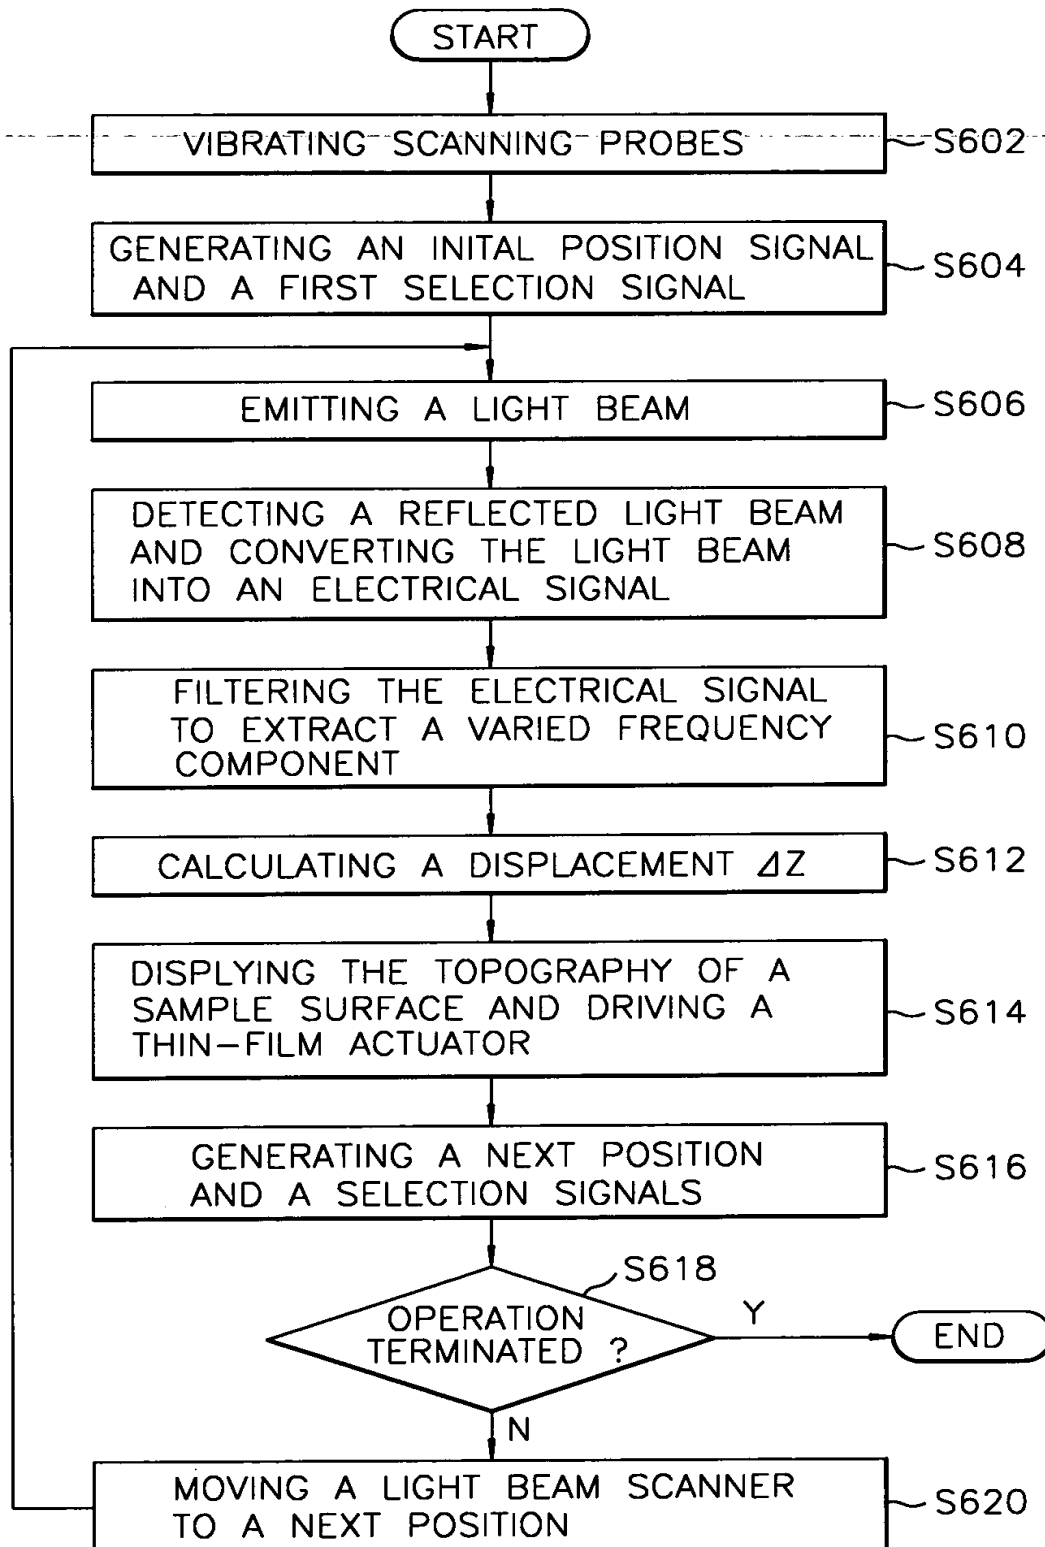 START
VIBRATING SCANNING PROBES
S602
GENERATING AN INITAL POSITION SIGNAL
AND A FIRST SELECTION SIGNAL
S604
EMITTING A LIGHT BEAM
S606
DETECTING A REFLECTED LIGHT BEAM
AND CONVERTING THE LIGHT BEAM
INTO AN ELECTRICAL SIGNAL
S608
FILTERING THE ELECTRICAL SIGNAL
TO EXTRACT A VARIED FREQUENCY
COMPONENT
S610
CALCULATING A DISPLACEMENT ΔZ
S612
DISPLYING THE TOPOGRAPHY OF A
SAMPLE SURFACE AND DRIVING A
THIN-FILM ACTUATOR
S614
GENERATING A NEXT POSITION
AND A SELECTION SIGNALS
S616
S618
OPERATION
TERMINATED ?
Y
END
N
MOVING A LIGHT BEAM SCANNER
TO A NEXT POSITION
S620